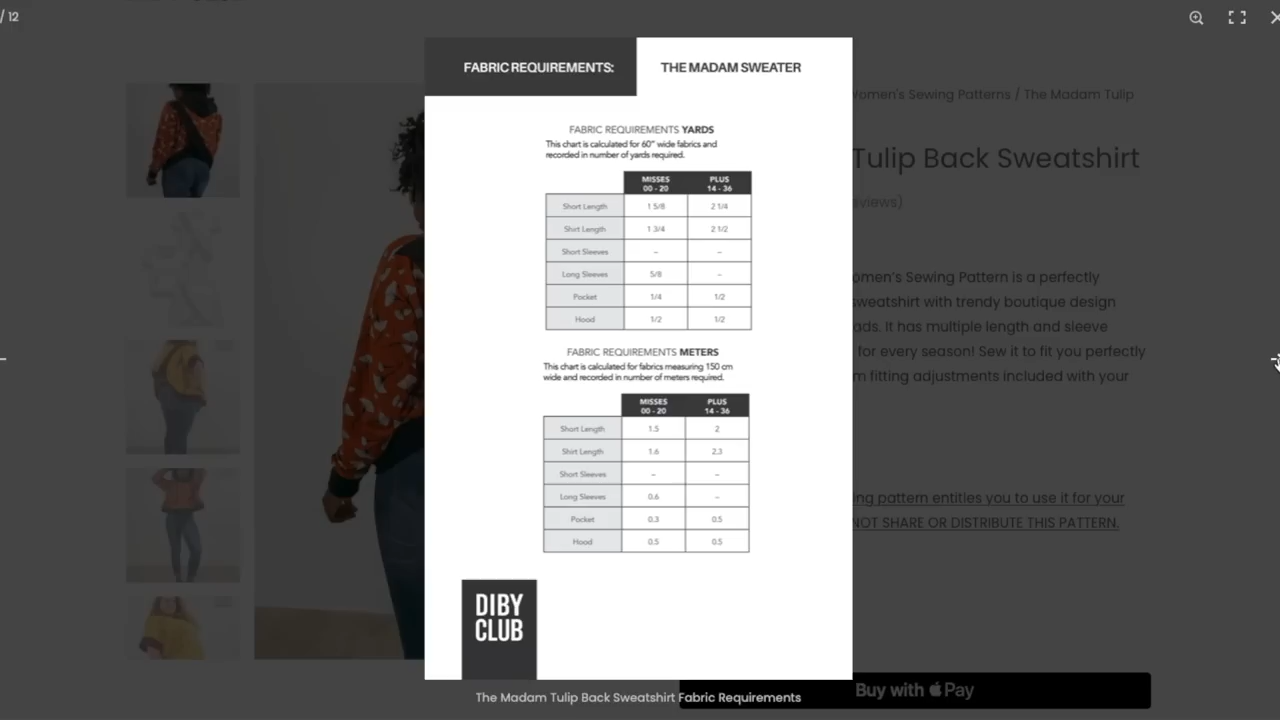 / 12
FABRIC REQUIREMENTS:
THE MADAM SWEATER
Women's Sewing Patterns / The Madam Tulip
Tulip Back Sweatshirt
eviews)
omen's Sewing Pattern is a perfectly
sweatshirt with trendy boutique design
ads. It has multiple length and sleeve
for every season! Sew it to fit you perfectly
m fitting adjustments included with your
ing pattern entitles you to use it for your
NOT SHARE OR DISTRIBUTE THIS PATTERN.
FABRIC REQUIREMENTS YARDS
This chart is calculated for 60" wide fabrics and
recorded in number of yards required.
MISSES PLUS
00 - 20 14 - 36
Short Length 1 5/8 2 1/4
Shirt Length 1 3/4 2 1/2
Short Sleeves – –
Long Sleeves 5/8 –
Pocket 1/4 1/2
Hood 1/2 1/2
FABRIC REQUIREMENTS METERS
This chart is calculated for fabrics measuring 150 cm
wide and recorded in number of meters required.
MISSES PLUS
00 - 20 14 - 36
Short Length 1.5 2
Shirt Length 1.6 2.3
Short Sleeves – –
Long Sleeves 0.6 –
Pocket 0.3 0.5
Hood 0.5 0.5
DIBY
CLUB
The Madam Tulip Back Sweatshirt Fabric Requirements
Buy with Pay